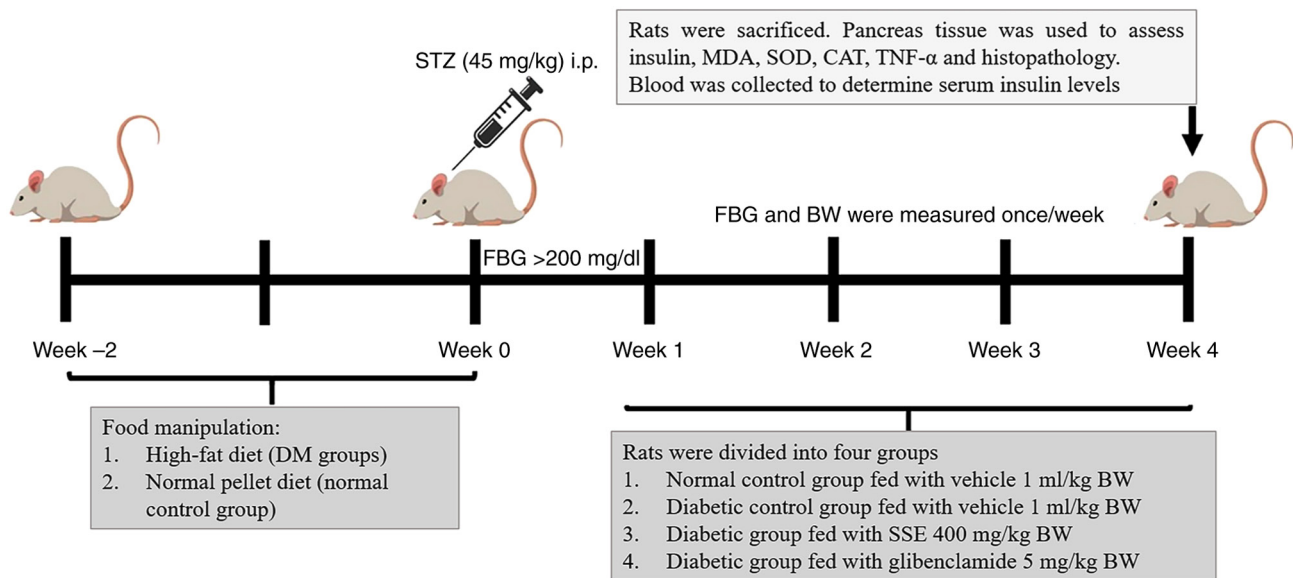 Rats were sacrificed. Pancreas tissue was used to assess
insulin, MDA, SOD, CAT, TNF-α and histopathology.
Blood was collected to determine serum insulin levels
STZ (45 mg/kg) i.p.
FBG and BW were measured once/week
FBG >200 mg/dl
Week –2
Week 0
Week 1
Week 2
Week 3
Week 4
Food manipulation:
1. High-fat diet (DM groups)
2. Normal pellet diet (normal
control group)
Rats were divided into four groups
1. Normal control group fed with vehicle 1 ml/kg BW
2. Diabetic control group fed with vehicle 1 ml/kg BW
3. Diabetic group fed with SSE 400 mg/kg BW
4. Diabetic group fed with glibenclamide 5 mg/kg BW